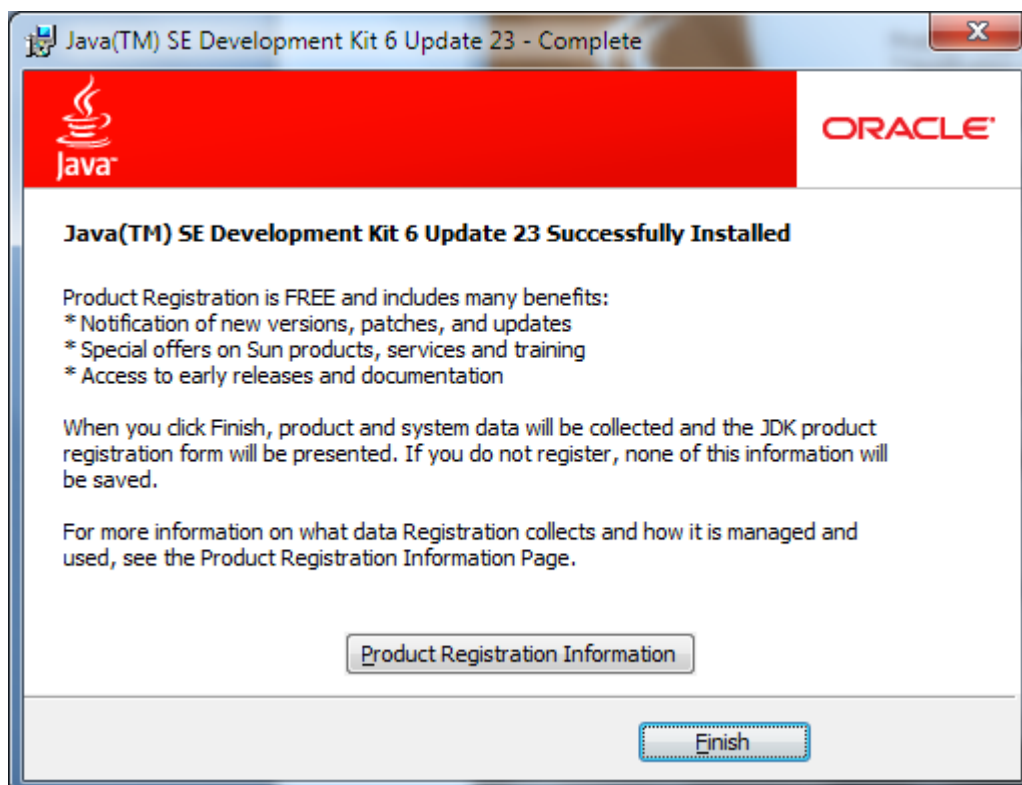 Java(TM) SE Development Kit 6 Update 23 - Complete
Java™
ORACLE®
Java(TM) SE Development Kit 6 Update 23 Successfully Installed
Product Registration is FREE and includes many benefits:
* Notification of new versions, patches, and updates
* Special offers on Sun products, services and training
* Access to early releases and documentation
When you click Finish, product and system data will be collected and the JDK product
registration form will be presented. If you do not register, none of this information will
be saved.
For more information on what data Registration collects and how it is managed and
used, see the Product Registration Information Page.
Product Registration Information
Finish